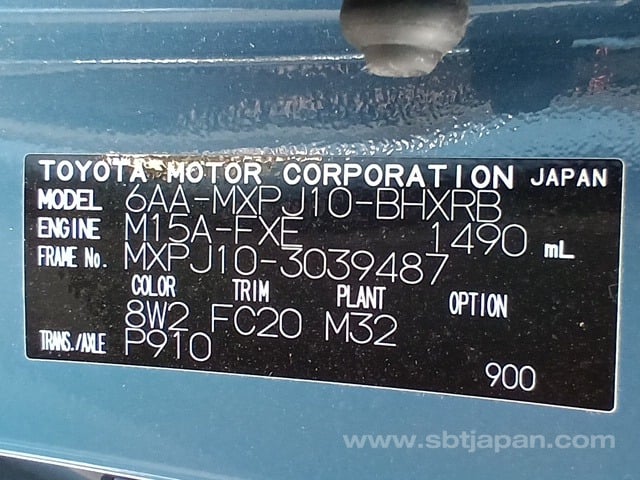 TOYOTA MOTOR CORPORATION JAPAN
MODEL 6AA-MXPJ10-BHXRB
ENGINE M15A-FXE 1490 mL
FRAME No. MXPJ10-3039487
COLOR TRIM PLANT OPTION
8W2 FC20 M32
TRANS./AXLE P910
900
www.sbtjapan.com